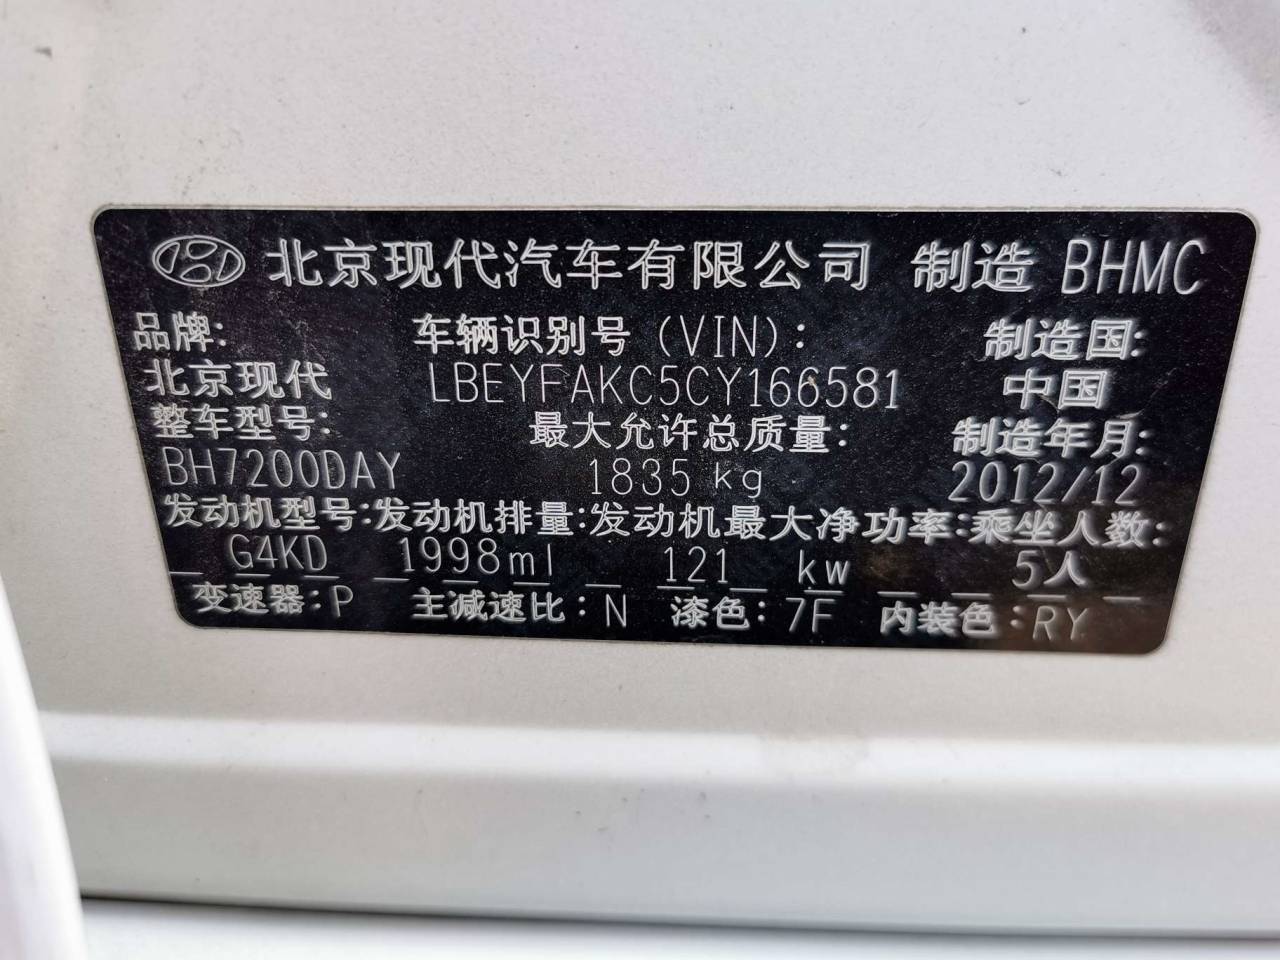 北京现代汽车有限公司 制造 BHMC
品牌: 车辆识别号 (VIN): 制造国:
北京现代 LBEYFAKC5CY166581 中国
整车型号: 最大允许总质量: 制造年月:
BH7200DAY 1835 kg 2012/12
发动机型号:发动机排量:发动机最大净功率:乘坐人数:
G4KD 1998ml 121 kw 5人
变速器:P 主减速比:N 漆色:7F 内装色:RY